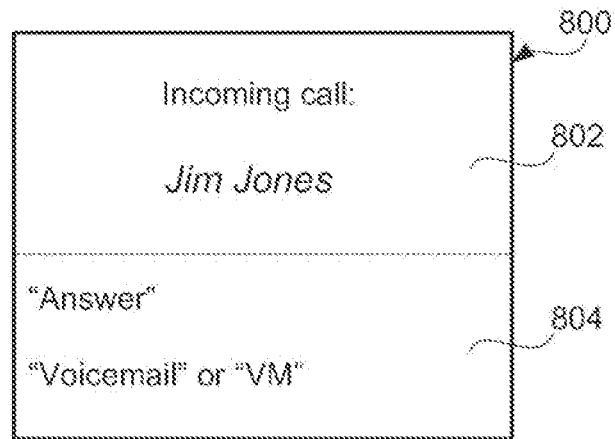 800
Incoming call:
802
Jim Jones
"Answer"
804
"Voicemail" or "VM"